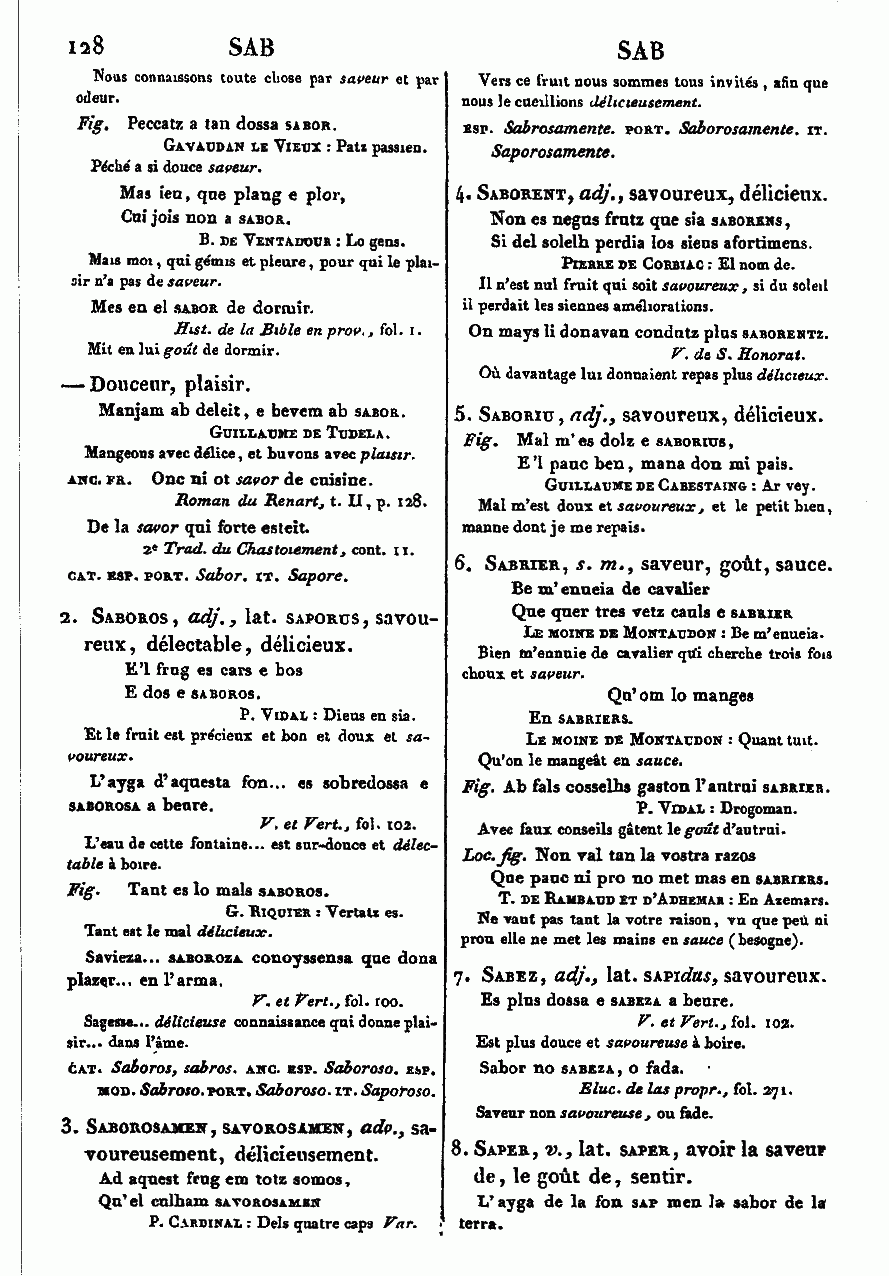 128 SAB SAB
Nous connaissons toute chose par saveur et par
odeur.
Fig. Peccatz a tan dossa SABOR.
GAVAUDAN LE VIEUX : Patz passien.
Péché a si douce saveur.
Mas ieu, que plang e plor,
Cui jois non a SABOR.
B. DE VENTADOUR : Lo gens.
Mais moi, qui gémis et pleure, pour qui le plai-
sir n'a pas de saveur.
Mes en el SABOR de dormir.
Hist. de la Bible en prov., fol. 1.
Mit en lui goût de dormir.
— Douceur, plaisir.
Manjam ab deleit, e bevem ab SABOR.
GUILLAUME DE TUDELA.
Mangeons avec délice, et buvons avec plaisir.
ANC. FR. Onc ni ot savor de cuisine.
Roman du Renart, t. II, p. 128.
De la savor qui forte esteit.
2e Trad. du Chastoiement, cont. 11.
CAT. ESP. PORT. Sabor. IT. Sapore.
2. SABOROS, adj., lat. SAPORUS, savou-
reux, délectable, délicieux.
E'l frug es cars e bos
E dos e SABOROS.
P. VIDAL : Dieus en sia.
Et le fruit est précieux et bon et doux et sa-
voureux.
L'ayga d'aquesta fon... es sobredossa e
SABOROSA a beure.
V. et Vert., fol. 102.
L'eau de cette fontaine... est sur-douce et délec-
table à boire.
Fig. Tant es lo mals SABOROS.
G. RIQUIER : Vertatz es.
Tant est le mal délicieux.
Savieza... SABOROZA conoyssensa que dona
plazer... en l'arma.
V. et Vert., fol. 100.
Sagesse... délicieuse connaissance qui donne plai-
sir... dans l'âme.
CAT. Saboros, sabros. ANC. ESP. Saboroso. ESP.
MOD. Sabroso. PORT. Saboroso. IT. Saporoso.
3. SABOROSAMEN, SAVOROSAMEN, adv., sa-
voureusement, délicieusement.
Ad aquest frug em totz somos,
Qu'el culham SAVOROSAMEN
P. CARDINAL : Dels quatre caps Var.
Vers ce fruit nous sommes tous invités, afin que
nous le cueillions délicieusement.
ESP. Sabrosamente. PORT. Saborosamente. IT.
Saporosamente.
4. SABORENT, adj., savoureux, délicieux.
Non es negus frutz que sia SABORENS,
Si del solelh perdia los sieus afortimens.
PIERRE DE CORBIAC : El nom de.
Il n'est nul fruit qui soit savoureux, si du soleil
il perdait les siennes améliorations.
On mays li donavan condutz plus SABORENTZ.
V. de S. Honorat.
Où davantage lui donnaient repas plus délicieux.
5. SABORIU, adj., savoureux, délicieux.
Fig. Mal m'es dolz e SABORIUS,
E'l pauc ben, mana don mi pais.
GUILLAUME DE CABESTAING : Ar vey.
Mal m'est doux et savoureux, et le petit bien,
manne dont je me repais.
6. SABRIER, s. m., saveur, goût, sauce.
Be m'enueia de cavalier
Que quer tres vetz cauls e SABRIER
LE MOINE DE MONTAUDON : Be m'enueia.
Bien m'ennuie de cavalier qui cherche trois fois
choux et saveur.
Qu'om lo manges
En SABRIERS.
LE MOINE DE MONTAUDON : Quant tuit.
Qu'on le mangeât en sauce.
Fig. Ab fals cosselhs gaston l'autrui SABRIER.
P. VIDAL : Drogoman.
Avec faux conseils gâtent le goût d'autrui.
Loc. fig. Non val tan la vostra razos
Que pauc ni pro no met mas en SABRIERS.
T. DE RAMBAUD ET D'ADHEMAR : En Azemars.
Ne vaut pas tant la votre raison, vu que peu ni
prou elle ne met les mains en sauce (besogne).
7. SABEZ, adj., lat. SAPIdus, savoureux.
Es plus dossa e SABEZA a beure.
V. et Vert., fol. 102.
Est plus douce et savoureuse à boire.
Sabor no SABEZA, o fada.
Eluc. de las propr., fol. 271.
Saveur non savoureuse, ou fade.
8. SAPER, v., lat. SAPER, avoir la saveur
de, le goût de, sentir.
L'ayga de la fon SAP men la sabor de la
terra.